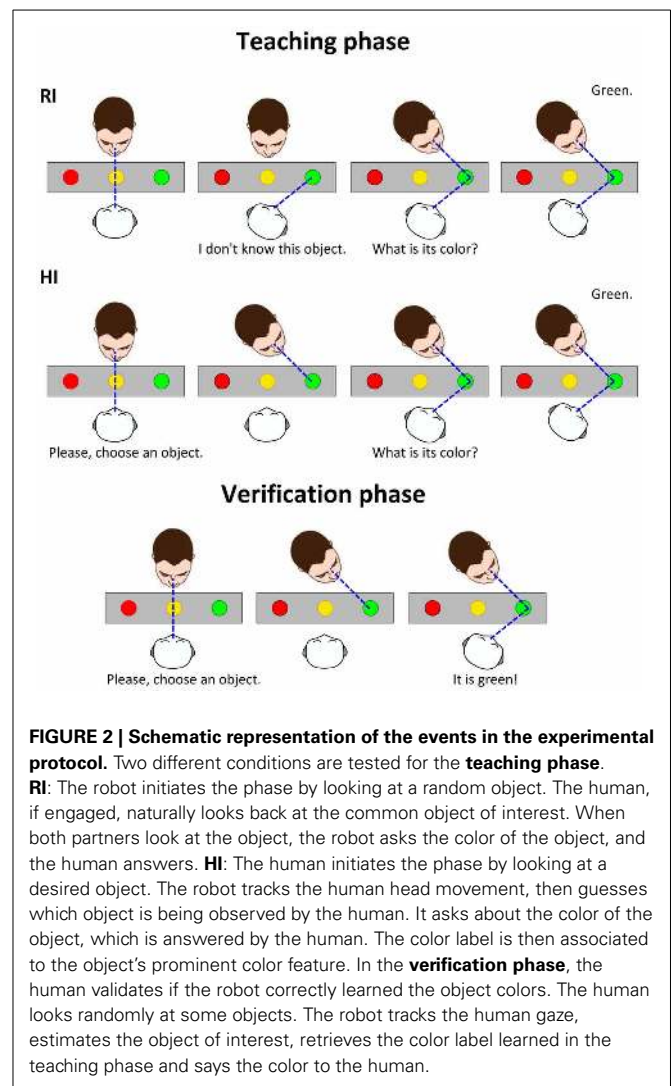 Teaching phase
RI
Green.
I don't know this object.
What is its color?
HI
Green.
Please, choose an object.
What is its color?
Verification phase
Please, choose an object.
It is green!
FIGURE 2 | Schematic representation of the events in the experimental
protocol. Two different conditions are tested for the teaching phase.
RI: The robot initiates the phase by looking at a random object. The human,
if engaged, naturally looks back at the common object of interest. When
both partners look at the object, the robot asks the color of the object, and
the human answers. HI: The human initiates the phase by looking at a
desired object. The robot tracks the human head movement, then guesses
which object is being observed by the human. It asks about the color of the
object, which is answered by the human. The color label is then associated
to the object's prominent color feature. In the verification phase, the
human validates if the robot correctly learned the object colors. The human
looks randomly at some objects. The robot tracks the human gaze,
estimates the object of interest, retrieves the color label learned in the
teaching phase and says the color to the human.